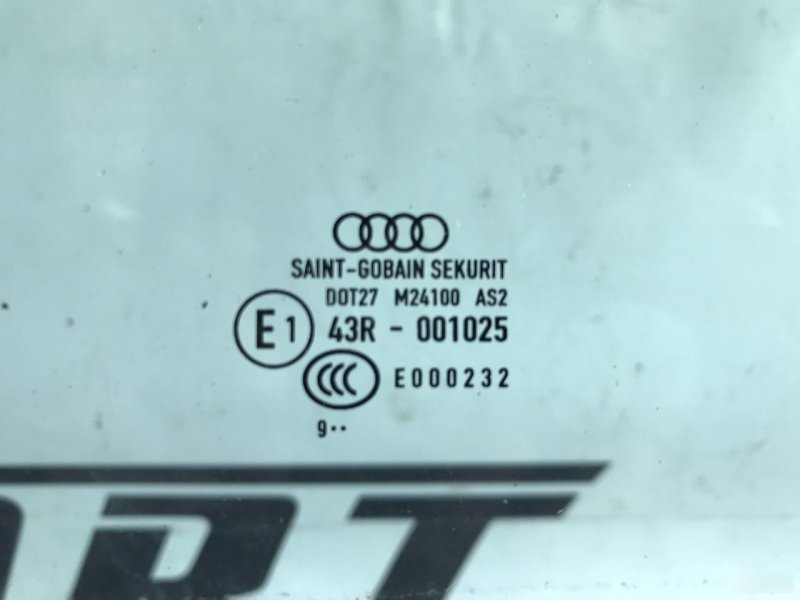 SAINT-GOBAIN SEKURIT
DOT27 M24100 AS2
E1 43R - 001025
CCC E000232
9··